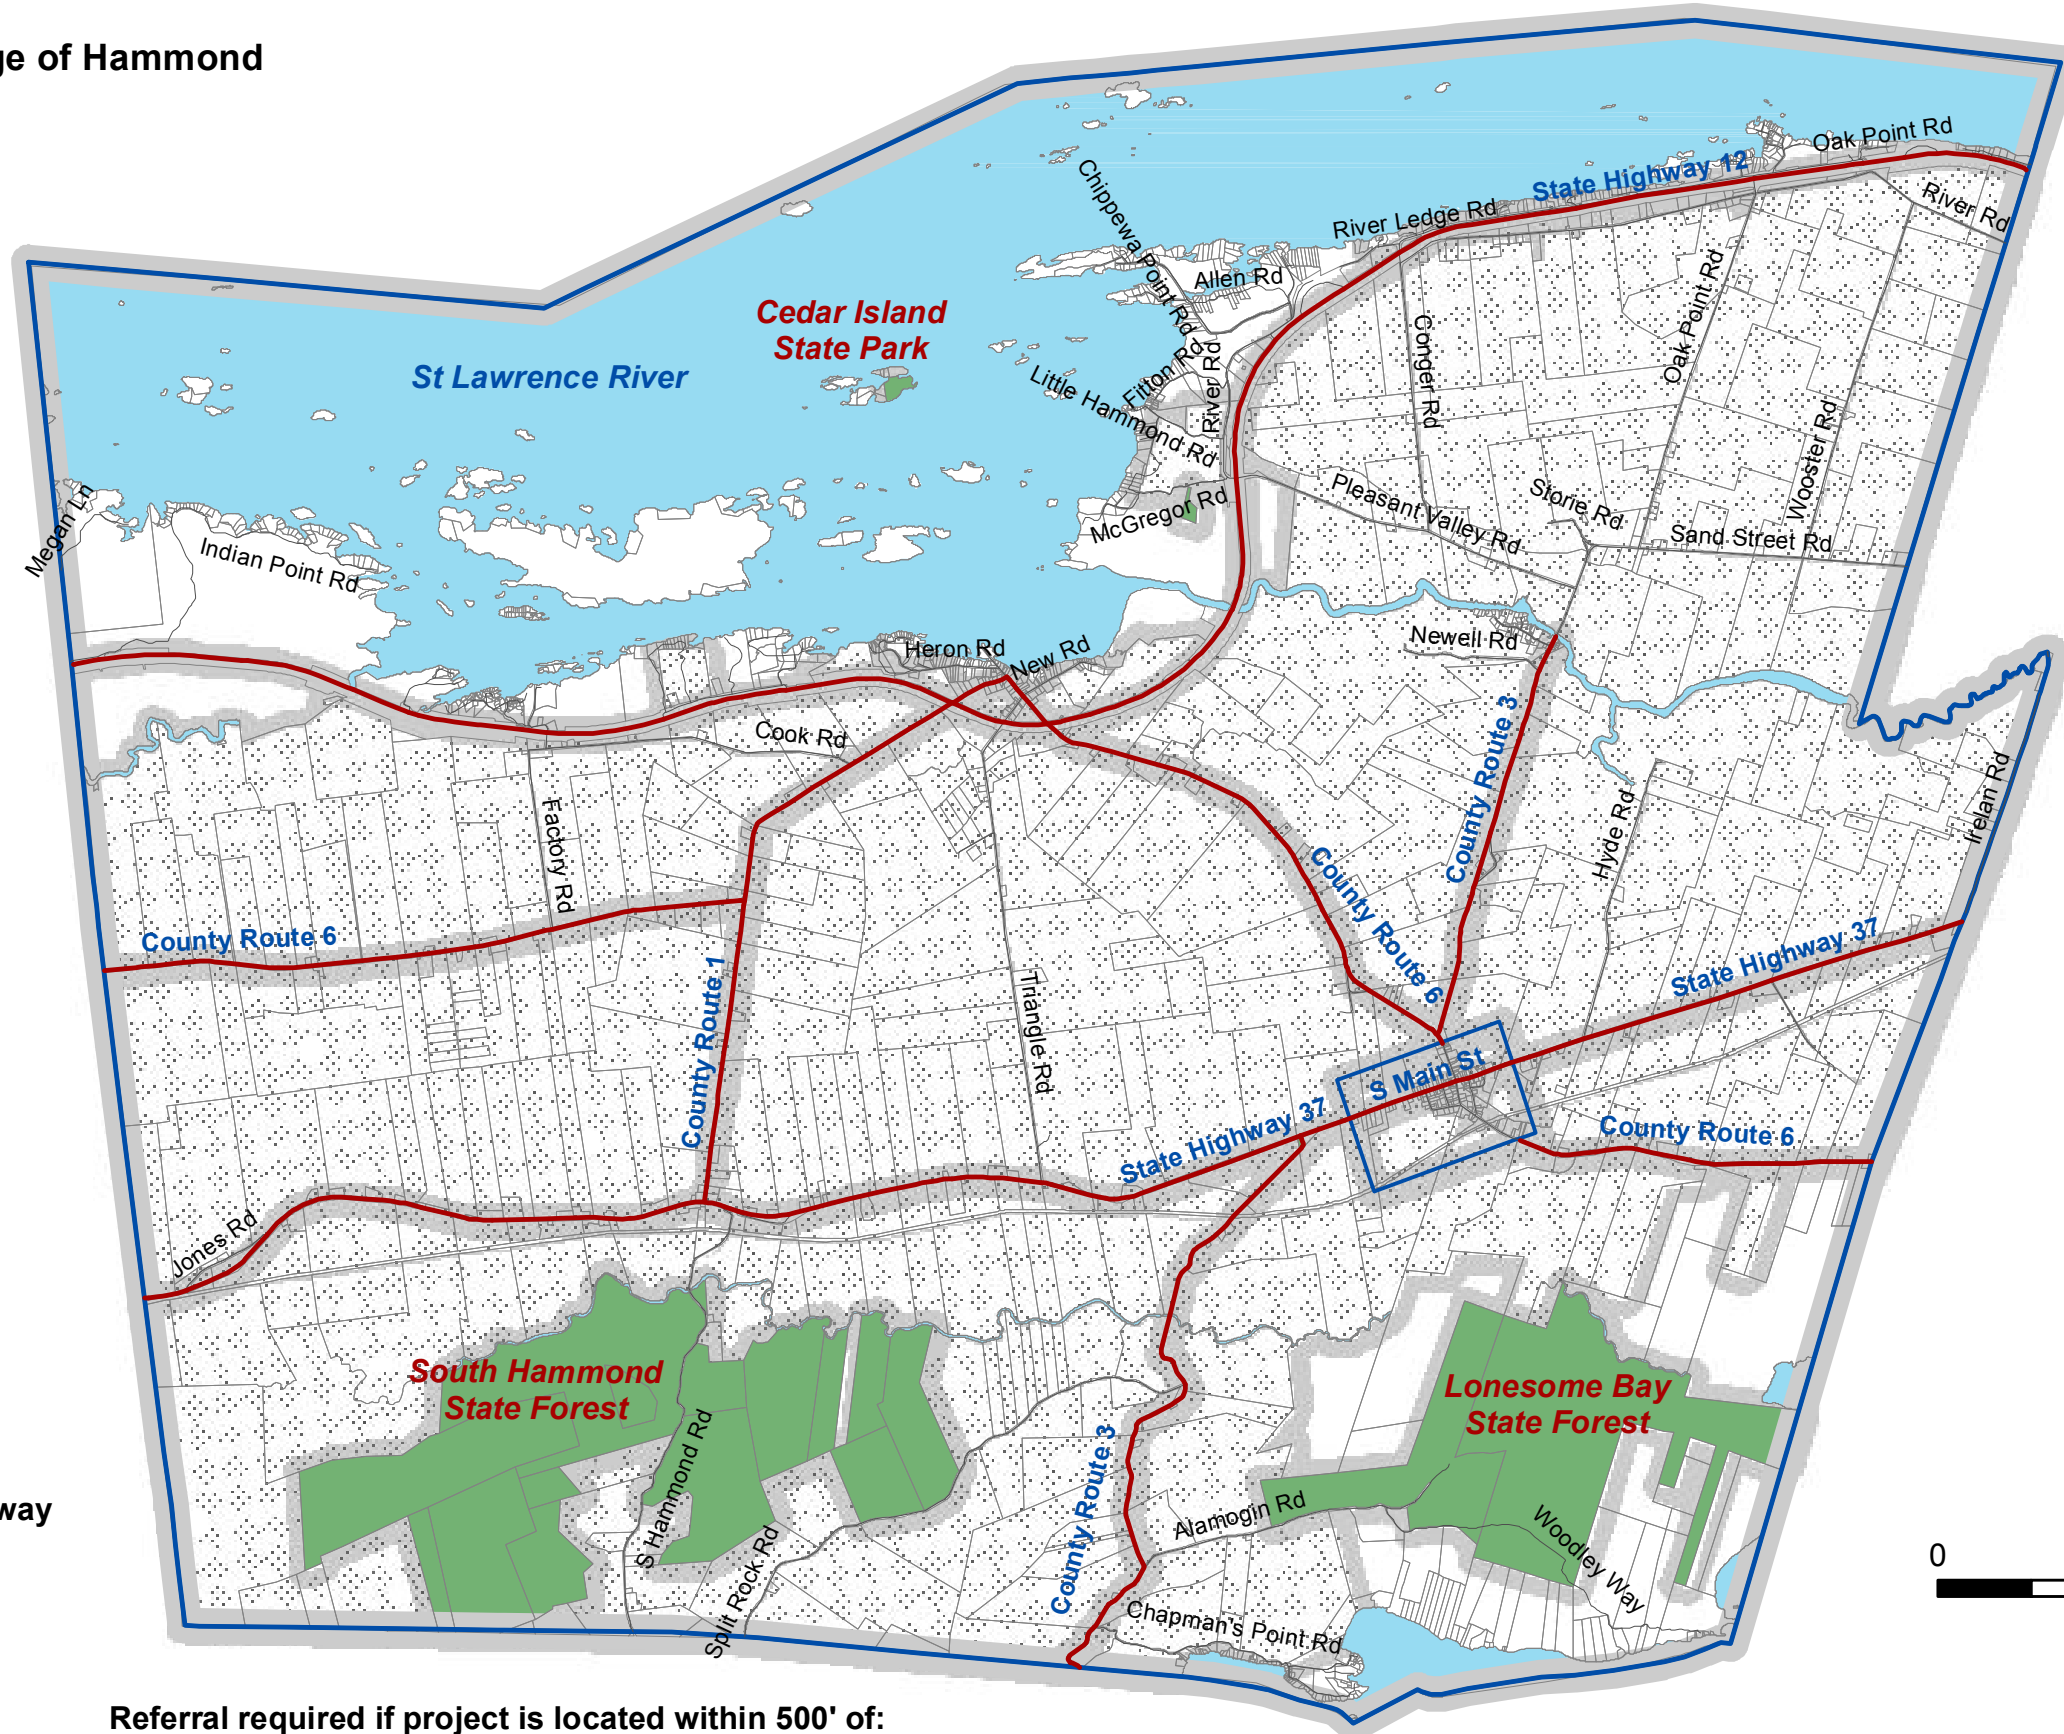 ge of Hammond
Oak Point Rd
State Highway 12
River Rd
River Ledge Rd
Chippewa Point Rd
Allen Rd
Cedar Island
State Park
St Lawrence River
Oak Point Rd
Conger Rd
Fitton Rd
River Rd
Little Hammond Rd
Wooster Rd
Pleasant Valley Rd
Storie Rd
Sand Street Rd
McGregor Rd
Megan Ln
Indian Point Rd
Newell Rd
Heron Rd
New Rd
Cook Rd
County Route 3
Irelan Rd
Hyde Rd
Factory Rd
County Route 6
County Route 6
State Highway 37
County Route 1
Triangle Rd
S Main St
State Highway 37
County Route 6
Jones Rd
South Hammond
State Forest
Lonesome Bay
State Forest
S Hammond Rd
County Route 3
Alamogin Rd
Woodley Way
way
Split Rock Rd
Chapman's Point Rd
0
Referral required if project is located within 500' of: